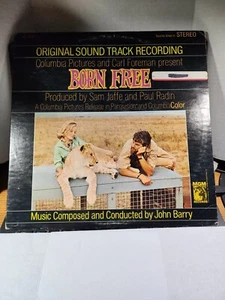 STEREO
ORIGINAL SOUND TRACK RECORDING
Columbia Pictures and Carl Foreman present
BORN FREE
Produced by Sam Jaffe and Paul Radin
A Columbia Pictures Release in Panavision and ColumbiaColor
MGM
Music Composed and Conducted by John Barry